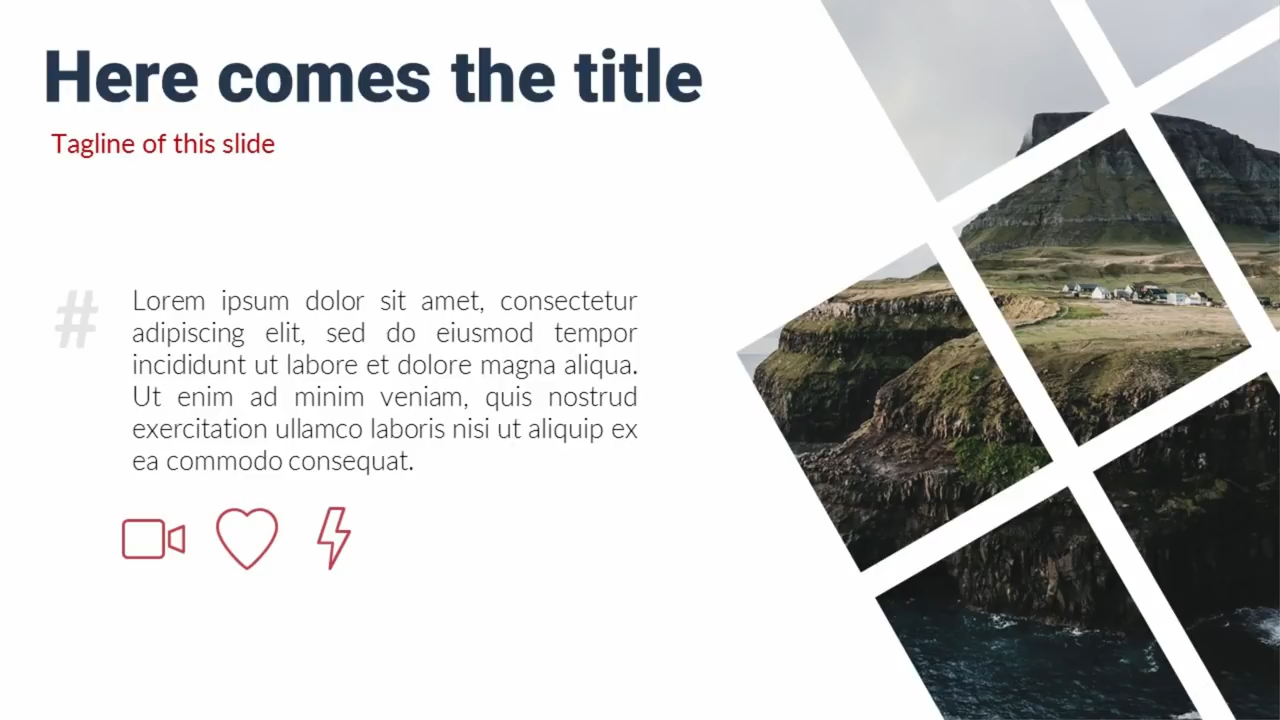 Here comes the title
Tagline of this slide
#
Lorem ipsum dolor sit amet, consectetur
adipiscing elit, sed do eiusmod tempor
incididunt ut labore et dolore magna aliqua.
Ut enim ad minim veniam, quis nostrud
exercitation ullamco laboris nisi ut aliquip ex
ea commodo consequat.